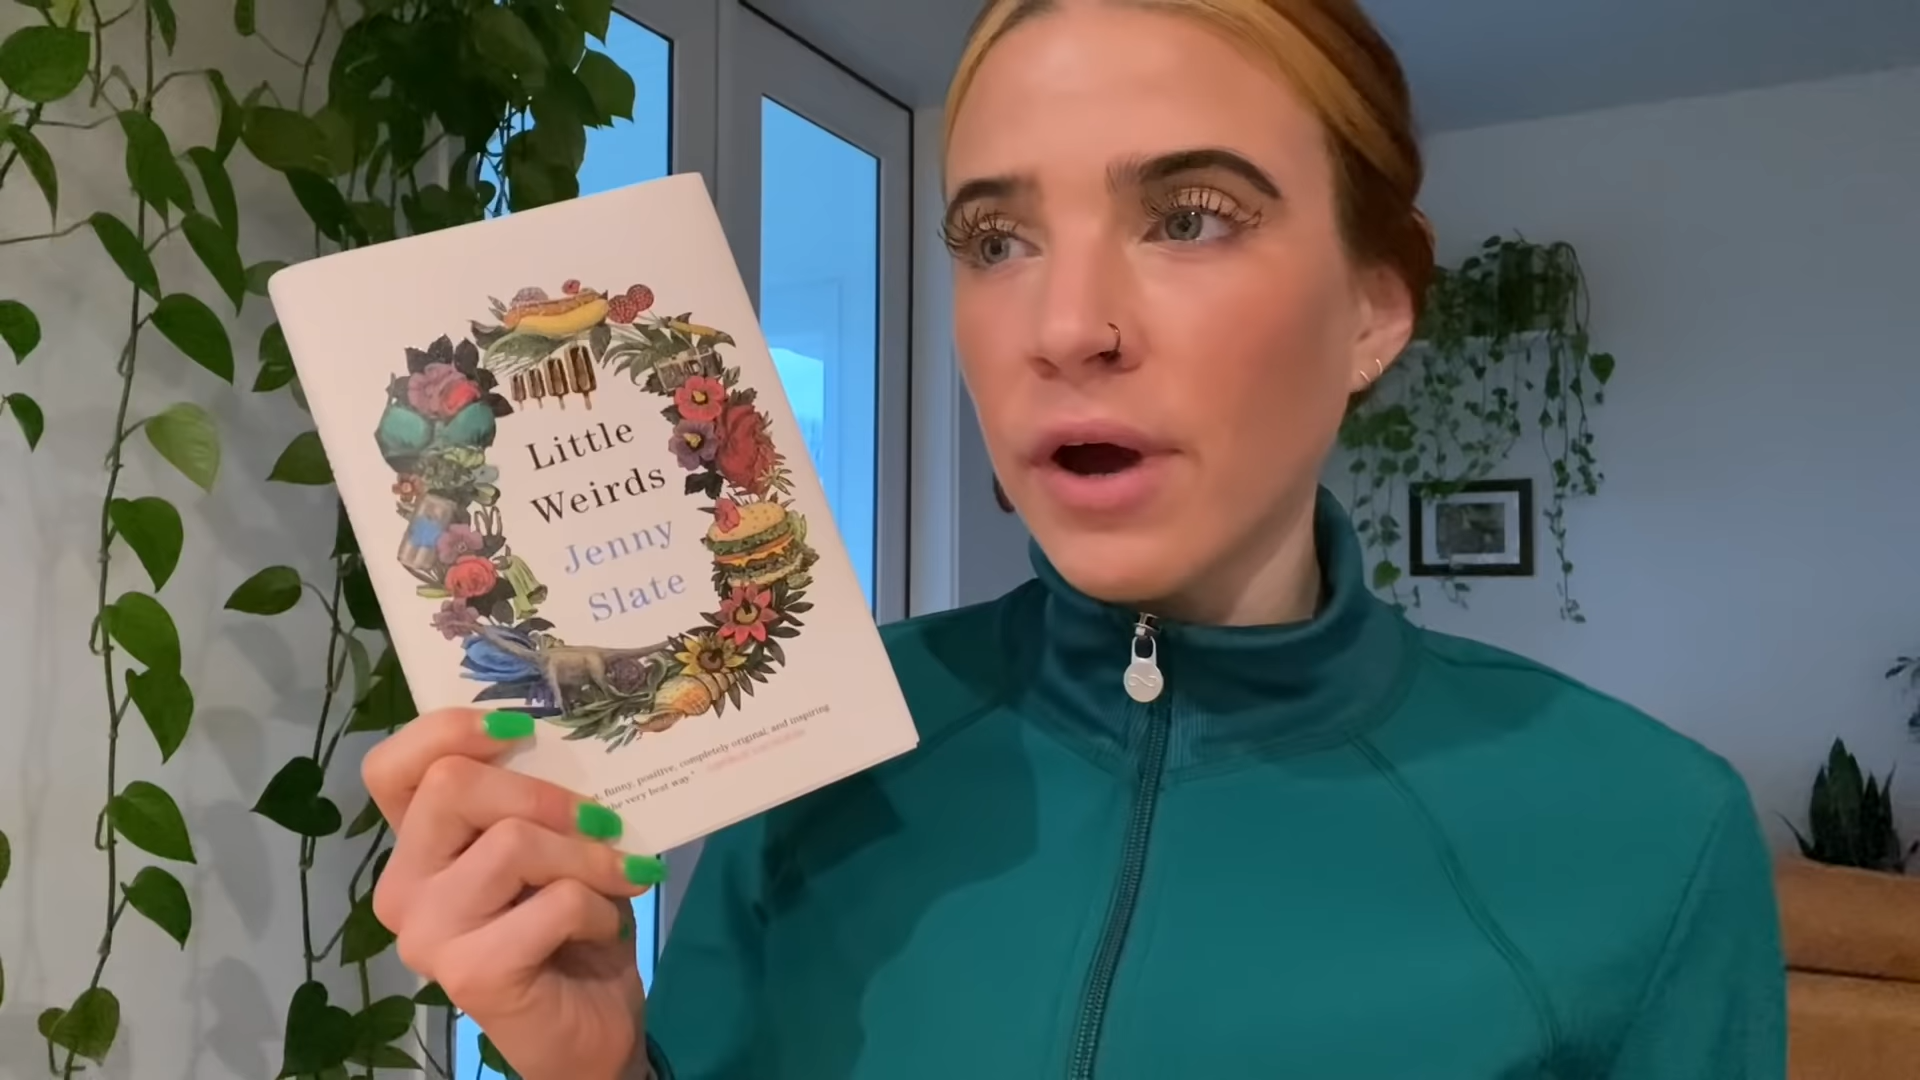 Little
Weirds
Jenny
Slate
funny, positive, completely original, and inspiring
the very best way"